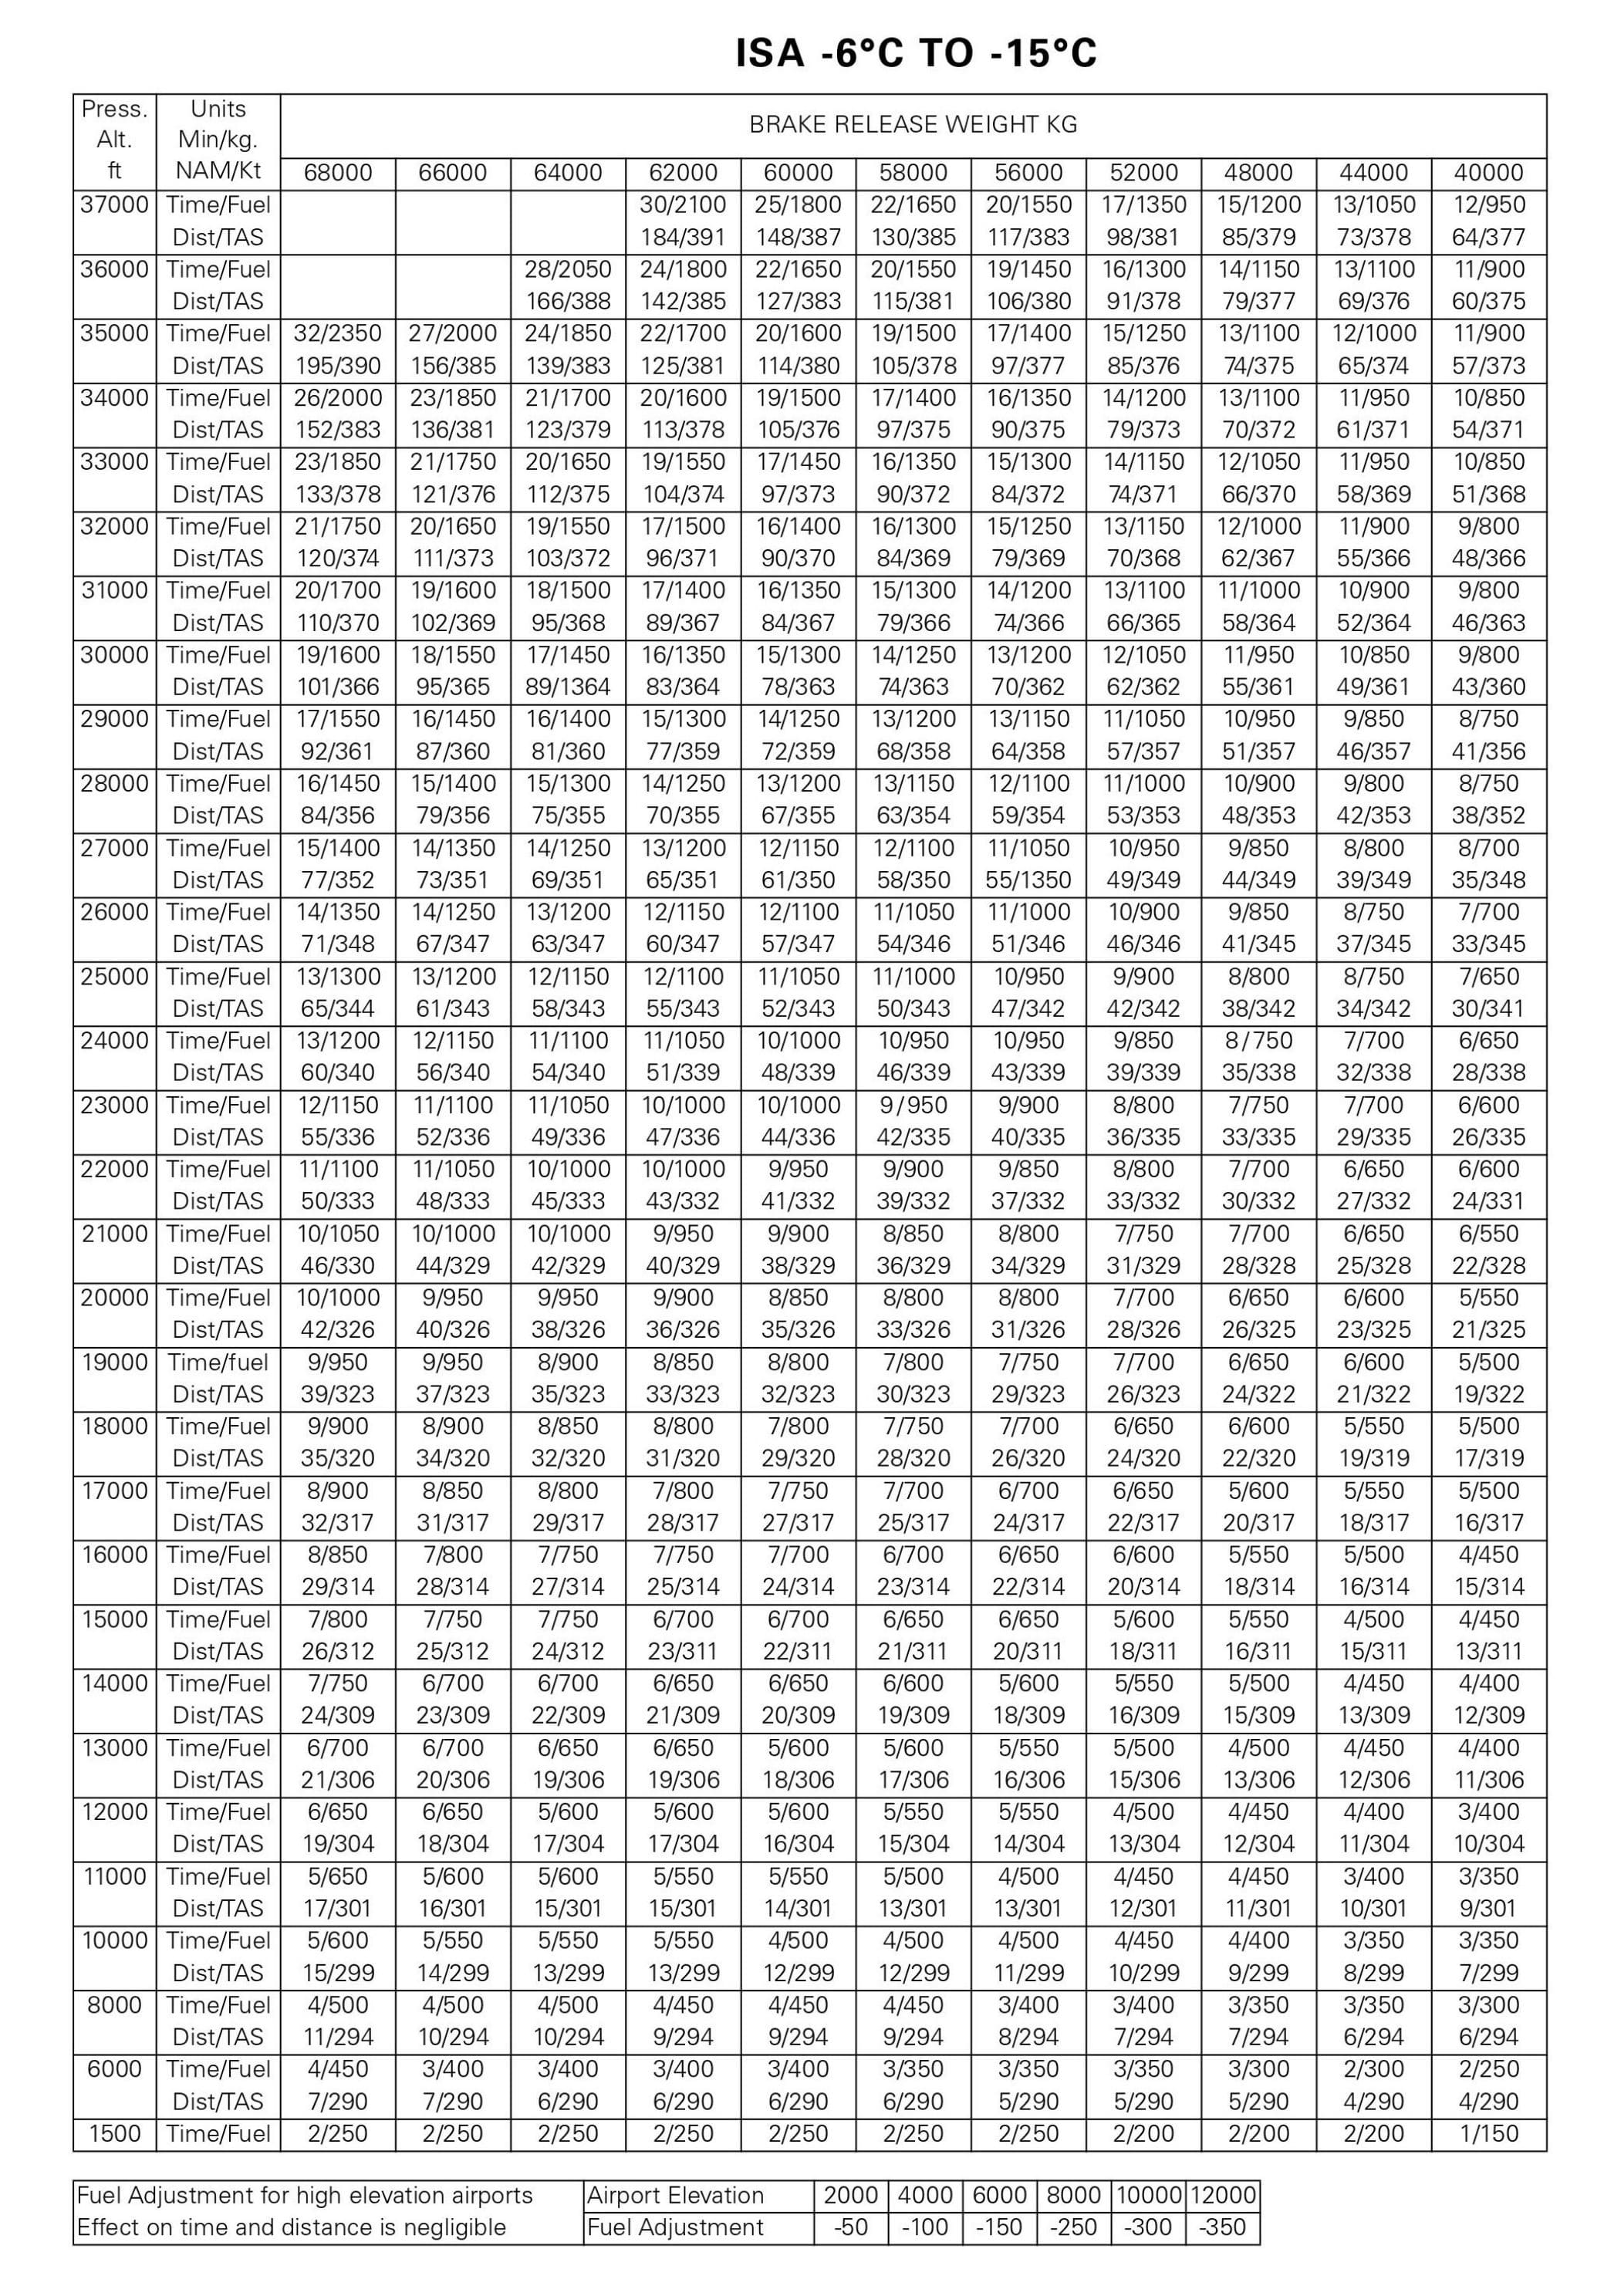 ISA -6°C TO -15°C
Press. Units BRAKE RELEASE WEIGHT KG
Alt. Min/kg.
ft NAM/Kt 68000 66000 64000 62000 60000 58000 56000 52000 48000 44000 40000
37000 Time/Fuel 30/2100 25/1800 22/1650 20/1550 17/1350 15/1200 13/1050 12/950
Dist/TAS 184/391 148/387 130/385 117/383 98/381 85/379 73/378 64/377
36000 Time/Fuel 28/2050 24/1800 22/1650 20/1550 19/1450 16/1300 14/1150 13/1100 11/900
Dist/TAS 166/388 142/385 127/383 115/381 106/380 91/378 79/377 69/376 60/375
35000 Time/Fuel 32/2350 27/2000 24/1850 22/1700 20/1600 19/1500 17/1400 15/1250 13/1100 12/1000 11/900
Dist/TAS 195/390 156/385 139/383 125/381 114/380 105/378 97/377 85/376 74/375 65/374 57/373
34000 Time/Fuel 26/2000 23/1850 21/1700 20/1600 19/1500 17/1400 16/1350 14/1200 13/1100 11/950 10/850
Dist/TAS 152/383 136/381 123/379 113/378 105/376 97/375 90/375 79/373 70/372 61/371 54/371
33000 Time/Fuel 23/1850 21/1750 20/1650 19/1550 17/1450 16/1350 15/1300 14/1150 12/1050 11/950 10/850
Dist/TAS 133/378 121/376 112/375 104/374 97/373 90/372 84/372 74/371 66/370 58/369 51/368
32000 Time/Fuel 21/1750 20/1650 19/1550 17/1500 16/1400 16/1300 15/1250 13/1150 12/1000 11/900 9/800
Dist/TAS 120/374 111/373 103/372 96/371 90/370 84/369 79/369 70/368 62/367 55/366 48/366
31000 Time/Fuel 20/1700 19/1600 18/1500 17/1400 16/1350 15/1300 14/1200 13/1100 11/1000 10/900 9/800
Dist/TAS 110/370 102/369 95/368 89/367 84/367 79/366 74/366 66/365 58/364 52/364 46/363
30000 Time/Fuel 19/1600 18/1550 17/1450 16/1350 15/1300 14/1250 13/1200 12/1050 11/950 10/850 9/800
Dist/TAS 101/366 95/365 89/1364 83/364 78/363 74/363 70/362 62/362 55/361 49/361 43/360
29000 Time/Fuel 17/1550 16/1450 16/1400 15/1300 14/1250 13/1200 13/1150 11/1050 10/950 9/850 8/750
Dist/TAS 92/361 87/360 81/360 77/359 72/359 68/358 64/358 57/357 51/357 46/357 41/356
28000 Time/Fuel 16/1450 15/1400 15/1300 14/1250 13/1200 13/1150 12/1100 11/1000 10/900 9/800 8/750
Dist/TAS 84/356 79/356 75/355 70/355 67/355 63/354 59/354 53/353 48/353 42/353 38/352
27000 Time/Fuel 15/1400 14/1350 14/1250 13/1200 12/1150 12/1100 11/1050 10/950 9/850 8/800 8/700
Dist/TAS 77/352 73/351 69/351 65/351 61/350 58/350 55/1350 49/349 44/349 39/349 35/348
26000 Time/Fuel 14/1350 14/1250 13/1200 12/1150 12/1100 11/1050 11/1000 10/900 9/850 8/750 7/700
Dist/TAS 71/348 67/347 63/347 60/347 57/347 54/346 51/346 46/346 41/345 37/345 33/345
25000 Time/Fuel 13/1300 13/1200 12/1150 12/1100 11/1050 11/1000 10/950 9/900 8/800 8/750 7/650
Dist/TAS 65/344 61/343 58/343 55/343 52/343 50/343 47/342 42/342 38/342 34/342 30/341
24000 Time/Fuel 13/1200 12/1150 11/1100 11/1050 10/1000 10/950 10/950 9/850 8/750 7/700 6/650
Dist/TAS 60/340 56/340 54/340 51/339 48/339 46/339 43/339 39/339 35/338 32/338 28/338
23000 Time/Fuel 12/1150 11/1100 11/1050 10/1000 10/1000 9/950 9/900 8/800 7/750 7/700 6/600
Dist/TAS 55/336 52/336 49/336 47/336 44/336 42/335 40/335 36/335 33/335 29/335 26/335
22000 Time/Fuel 11/1100 11/1050 10/1000 10/1000 9/950 9/900 9/850 8/800 7/700 6/650 6/600
Dist/TAS 50/333 48/333 45/333 43/332 41/332 39/332 37/332 33/332 30/332 27/332 24/331
21000 Time/Fuel 10/1050 10/1000 10/1000 9/950 9/900 8/850 8/800 7/750 7/700 6/650 6/550
Dist/TAS 46/330 44/329 42/329 40/329 38/329 36/329 34/329 31/329 28/328 25/328 22/328
20000 Time/Fuel 10/1000 9/950 9/950 9/900 8/850 8/800 8/800 7/700 6/650 6/600 5/550
Dist/TAS 42/326 40/326 38/326 36/326 35/326 33/326 31/326 28/326 26/325 23/325 21/325
19000 Time/fuel 9/950 9/950 8/900 8/850 8/800 7/800 7/750 7/700 6/650 6/600 5/500
Dist/TAS 39/323 37/323 35/323 33/323 32/323 30/323 29/323 26/323 24/322 21/322 19/322
18000 Time/Fuel 9/900 8/900 8/850 8/800 7/800 7/750 7/700 6/650 6/600 5/550 5/500
Dist/TAS 35/320 34/320 32/320 31/320 29/320 28/320 26/320 24/320 22/320 19/319 17/319
17000 Time/Fuel 8/900 8/850 8/800 7/800 7/750 7/700 6/700 6/650 5/600 5/550 5/500
Dist/TAS 32/317 31/317 29/317 28/317 27/317 25/317 24/317 22/317 20/317 18/317 16/317
16000 Time/Fuel 8/850 7/800 7/750 7/750 7/700 6/700 6/650 6/600 5/550 5/500 4/450
Dist/TAS 29/314 28/314 27/314 25/314 24/314 23/314 22/314 20/314 18/314 16/314 15/314
15000 Time/Fuel 7/800 7/750 7/750 6/700 6/700 6/650 6/650 5/600 5/550 4/500 4/450
Dist/TAS 26/312 25/312 24/312 23/311 22/311 21/311 20/311 18/311 16/311 15/311 13/311
14000 Time/Fuel 7/750 6/700 6/700 6/650 6/650 6/600 5/600 5/550 5/500 4/450 4/400
Dist/TAS 24/309 23/309 22/309 21/309 20/309 19/309 18/309 16/309 15/309 13/309 12/309
13000 Time/Fuel 6/700 6/700 6/650 6/650 5/600 5/600 5/550 5/500 4/500 4/450 4/400
Dist/TAS 21/306 20/306 19/306 19/306 18/306 17/306 16/306 15/306 13/306 12/306 11/306
12000 Time/Fuel 6/650 6/650 5/600 5/600 5/600 5/550 5/550 4/500 4/450 4/400 3/400
Dist/TAS 19/304 18/304 17/304 17/304 16/304 15/304 14/304 13/304 12/304 11/304 10/304
11000 Time/Fuel 5/650 5/600 5/600 5/550 5/550 5/500 4/500 4/450 4/450 3/400 3/350
Dist/TAS 17/301 16/301 15/301 15/301 14/301 13/301 13/301 12/301 11/301 10/301 9/301
10000 Time/Fuel 5/600 5/550 5/550 5/550 4/500 4/500 4/500 4/450 4/400 3/350 3/350
Dist/TAS 15/299 14/299 13/299 13/299 12/299 12/299 11/299 10/299 9/299 8/299 7/299
8000 Time/Fuel 4/500 4/500 4/500 4/450 4/450 4/450 3/400 3/400 3/350 3/350 3/300
Dist/TAS 11/294 10/294 10/294 9/294 9/294 9/294 8/294 7/294 7/294 6/294 6/294
6000 Time/Fuel 4/450 3/400 3/400 3/400 3/400 3/350 3/350 3/350 3/300 2/300 2/250
Dist/TAS 7/290 7/290 6/290 6/290 6/290 6/290 5/290 5/290 5/290 4/290 4/290
1500 Time/Fuel 2/250 2/250 2/250 2/250 2/250 2/250 2/250 2/200 2/200 2/200 1/150
Fuel Adjustment for high elevation airports Airport Elevation 2000 4000 6000 8000 10000 12000
Effect on time and distance is negligible Fuel Adjustment -50 -100 -150 -250 -300 -350